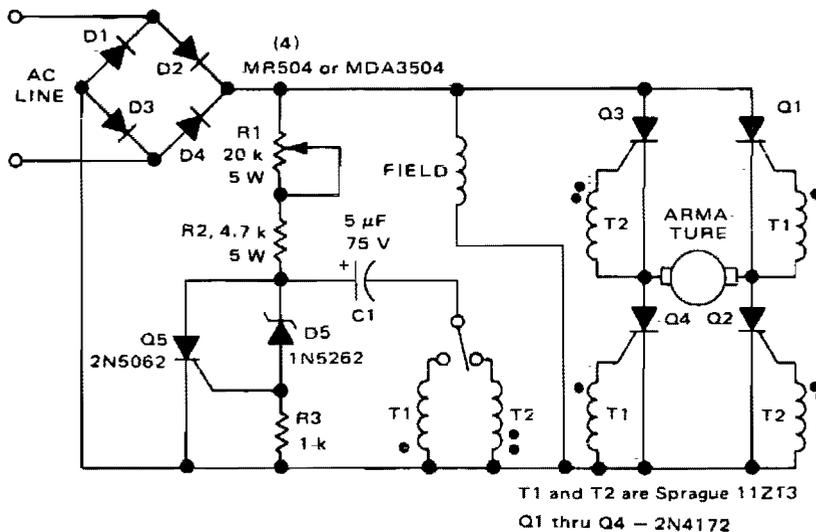 D1
D2
D3
D4
AC
LINE
(4)
MR504 or MDA3504
R1
20 k
5 W
R2, 4.7 k
5 W
5 μF
75 V
+
C1
FIELD
Q3
Q1
T2
T1
ARMA-
TURE
Q4
Q2
T1
T2
Q5
2N5062
D5
1N5262
R3
1 k
T1
T2
T1 and T2 are Sprague 11Z13
Q1 thru Q4 – 2N4172